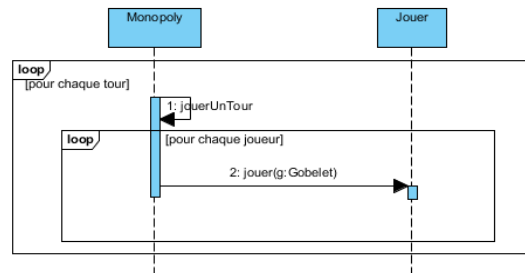 Monopoly
Jouer
loop
[pour chaque tour]
1: jouerUnTour
loop
[pour chaque joueur]
2: jouer(g:Gobelet)